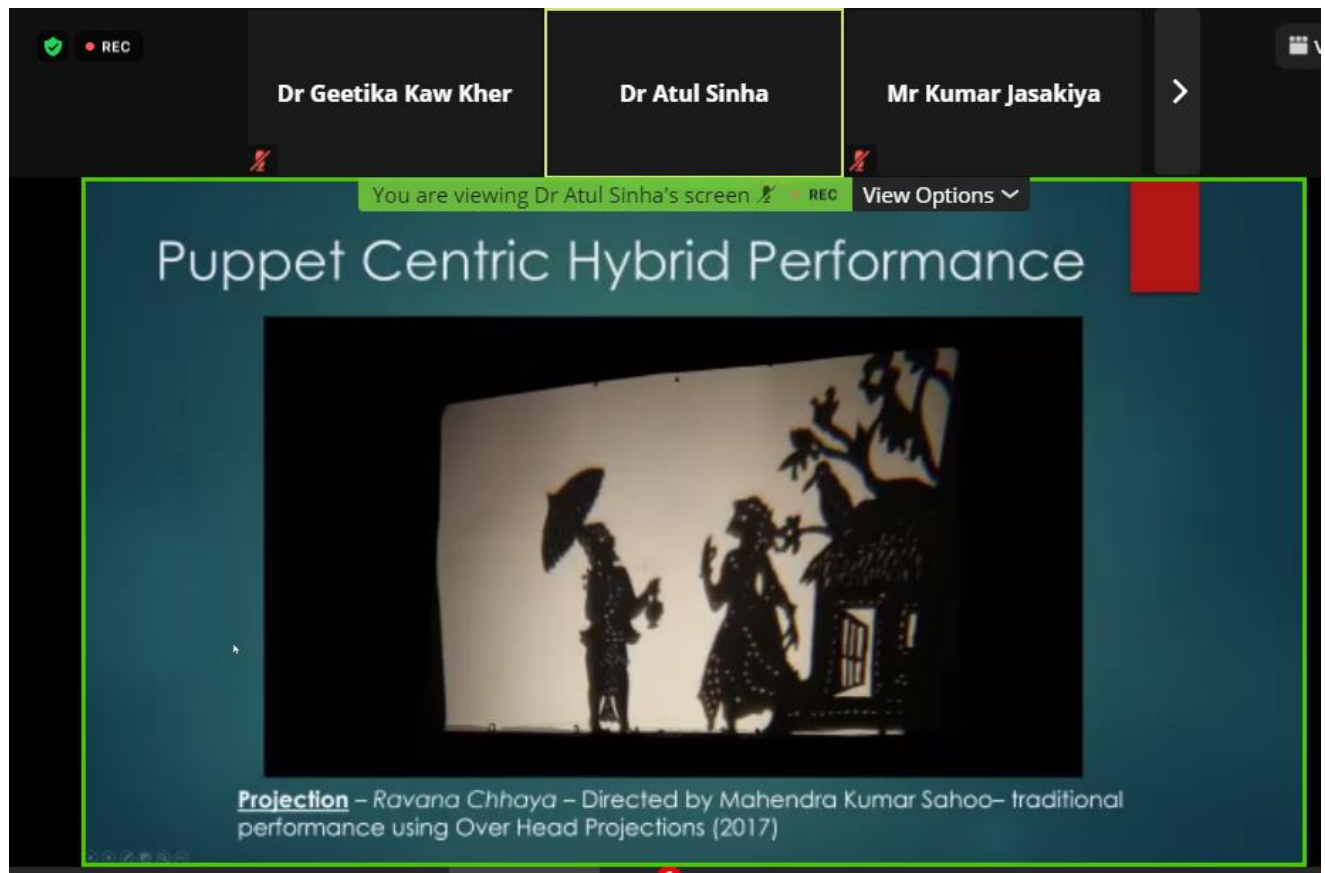 REC
Dr Geetika Kaw Kher
Dr Atul Sinha
Mr Kumar Jasakiya
You are viewing Dr Atul Sinha's screen REC View Options
Puppet Centric Hybrid Performance
Projection – Ravana Chhaya – Directed by Mahendra Kumar Sahoo– traditional
performance using Over Head Projections (2017)